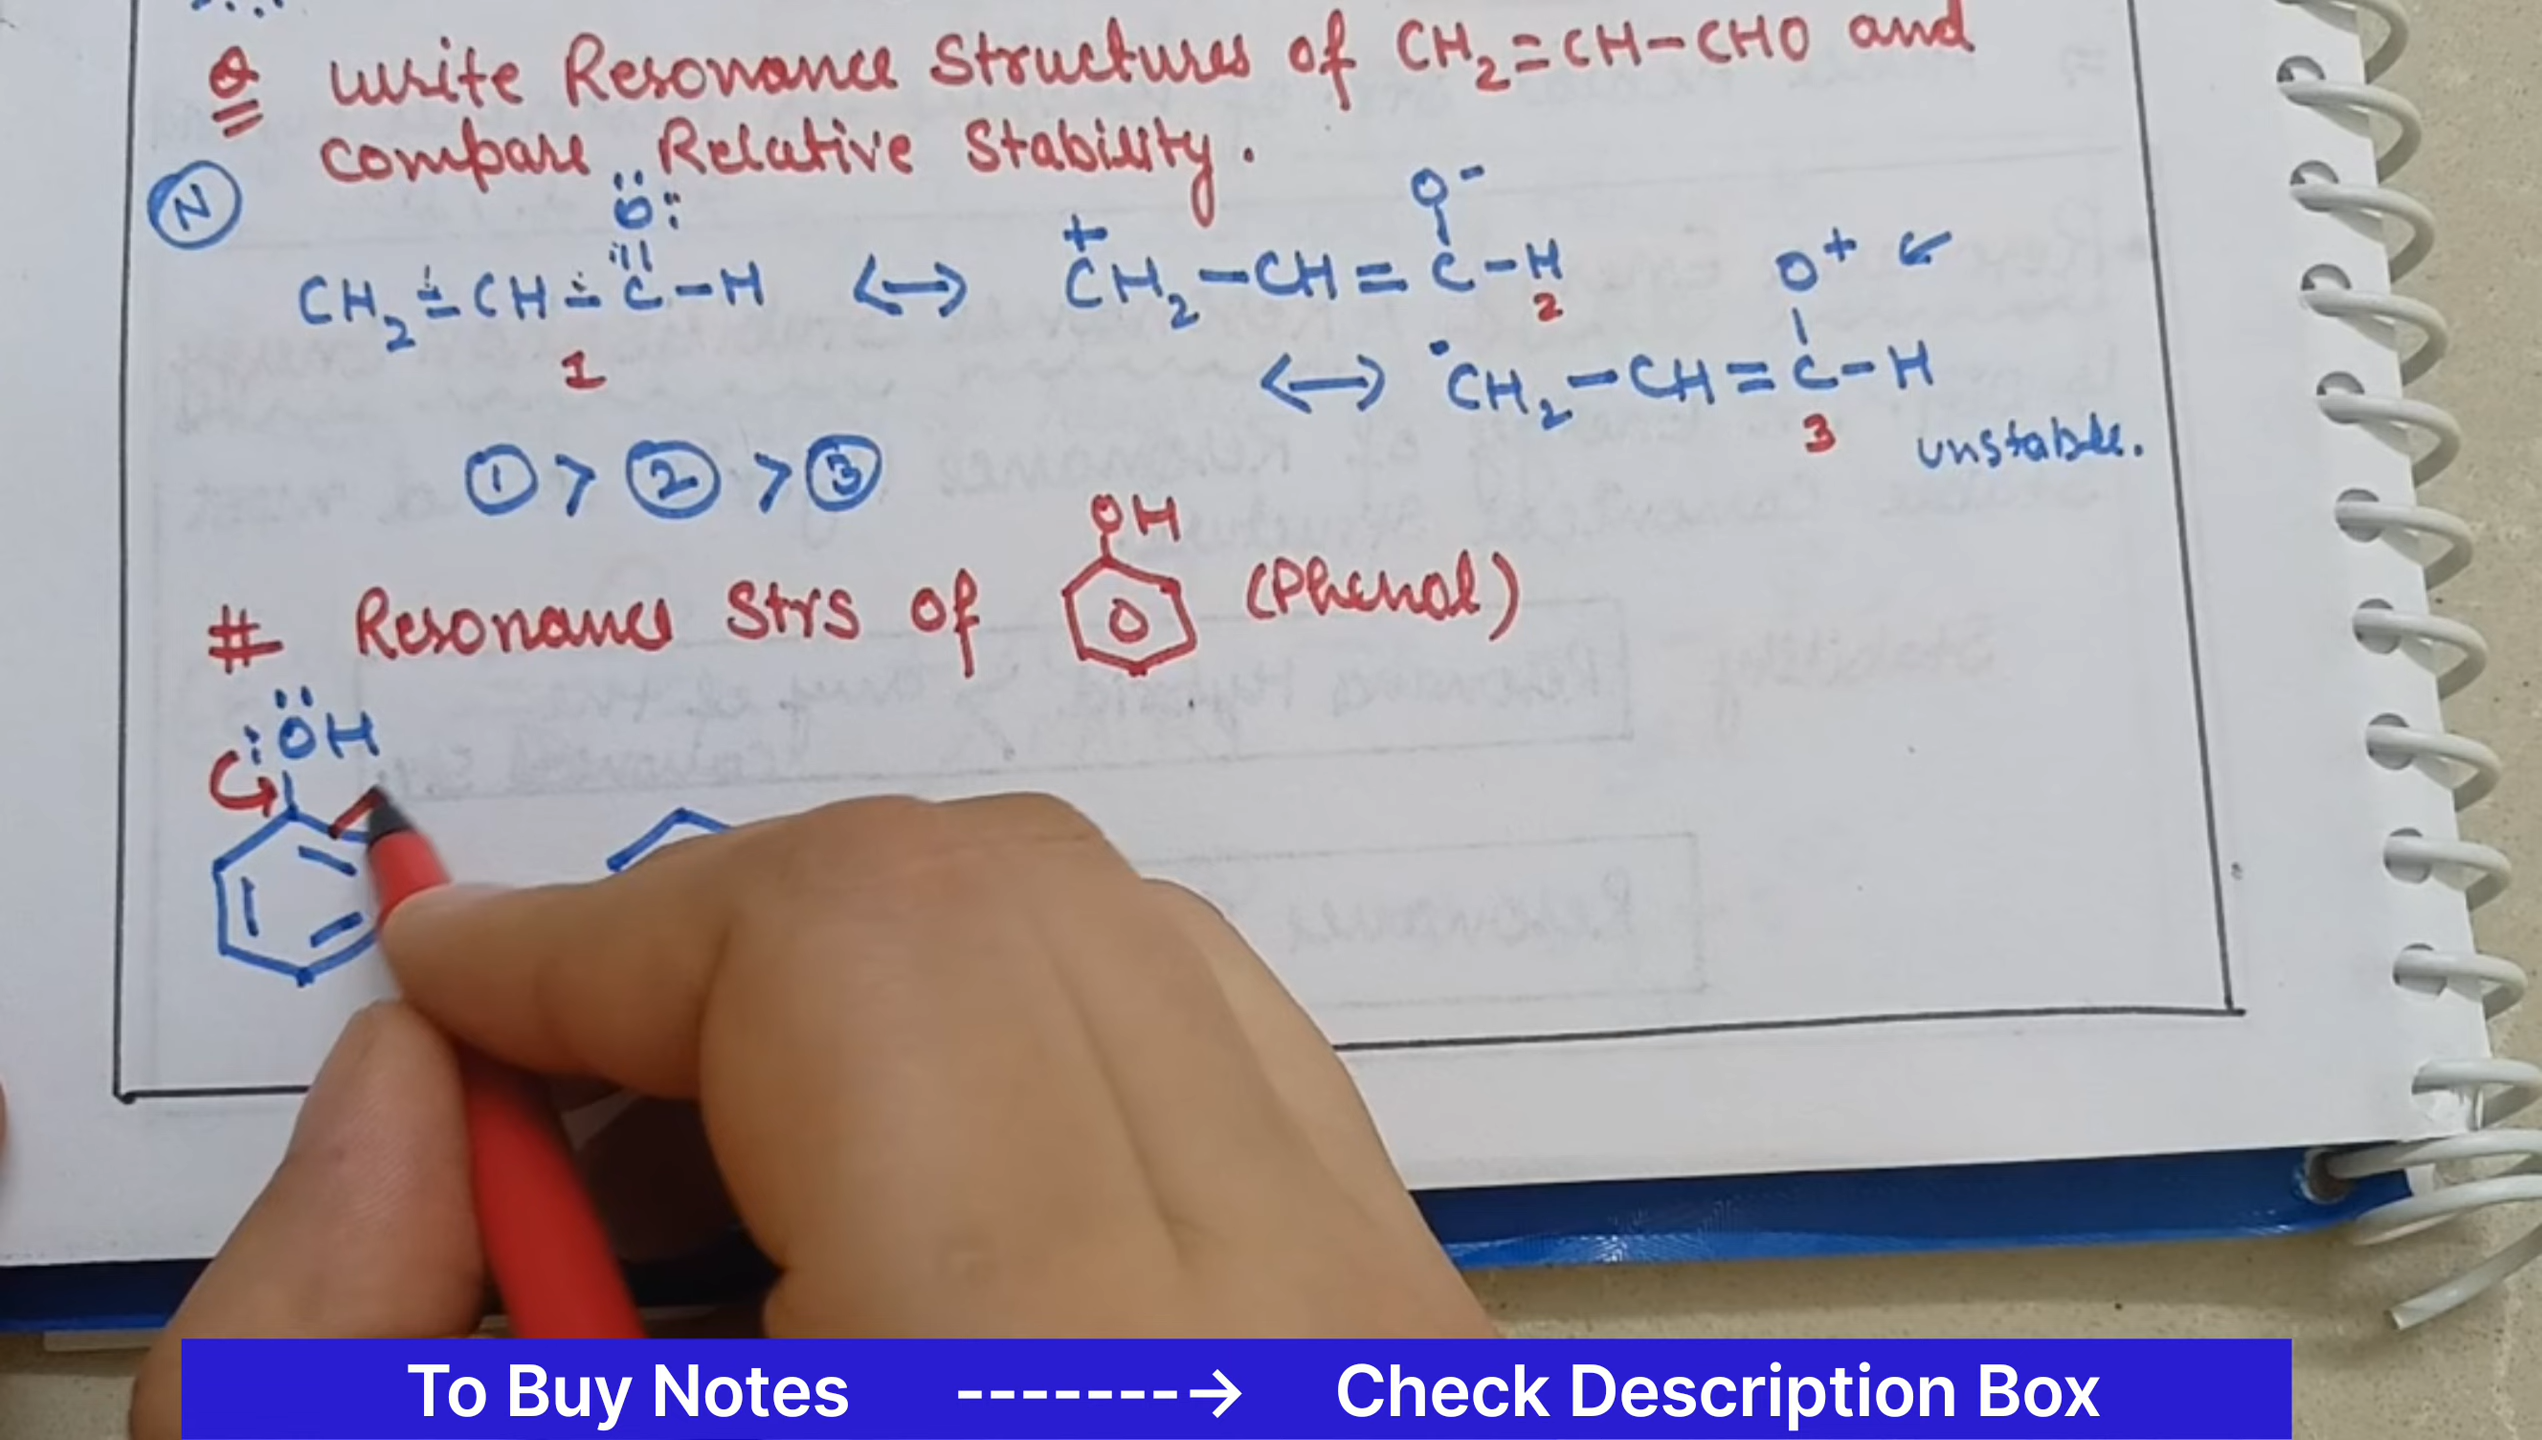 Q Write Resonance Structures of CH2=CH-CHO and
compare Relative Stability.
N
Ö:
CH2=CH-C-H ⟷ +CH2-CH=C-H
O-
1
2
O+ ↙
⟷ CH2-CH=C-H
3
unstable.
① > ② > ③
OH
# Resonance Strs of (Phenol)
:ÖH
To Buy Notes -------→ Check Description Box